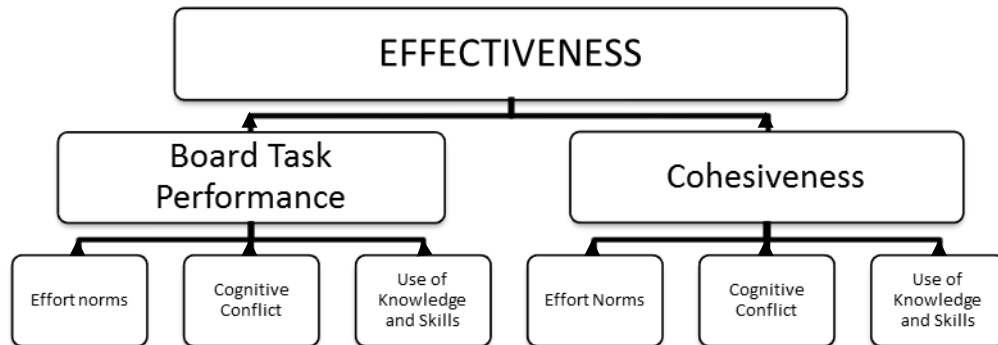 EFFECTIVENESS
Board Task
Performance
Cohesiveness
Effort norms
Cognitive
Conflict
Use of
Knowledge
and Skills
Effort Norms
Cognitive
Conflict
Use of
Knowledge
and Skills